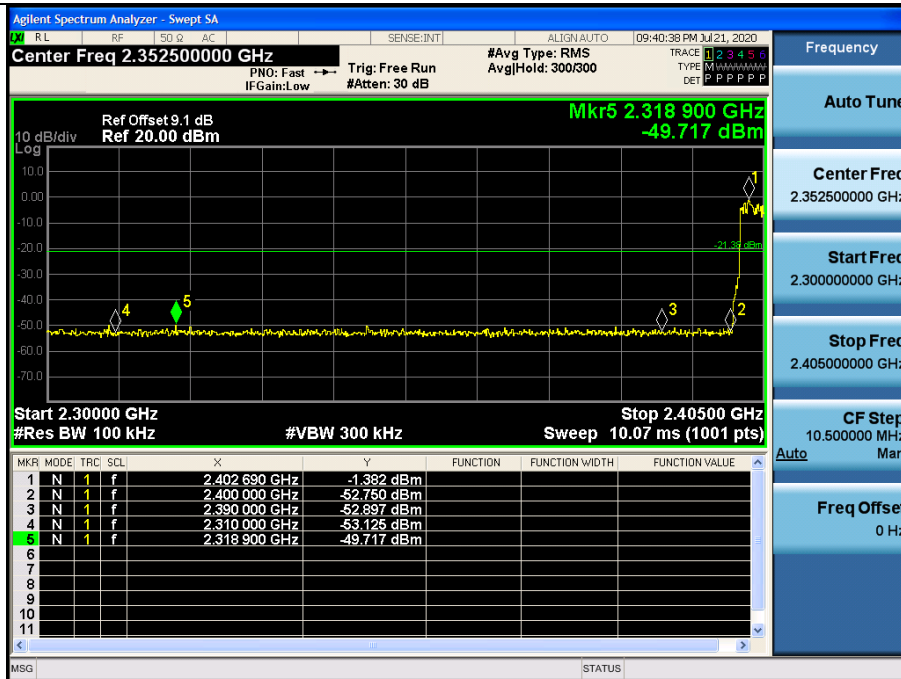 Agilent Spectrum Analyzer - Swept SA
LXI RL RF 50 Ω AC SENSE:INT ALIGN AUTO 09:40:38 PM Jul 21, 2020
Center Freq 2.352500000 GHz
PNO: Fast
IFGain:Low
Trig: Free Run
#Atten: 30 dB
#Avg Type: RMS
Avg|Hold: 300/300
TRACE 1 2 3 4 5 6
TYPE M WWWWW
DET P P P P P P
Mkr5 2.318 900 GHz
-49.717 dBm
Ref Offset 9.1 dB
10 dB/div Ref 20.00 dBm
Log
10.0
0.00
-10.0
-20.0
-30.0
-40.0
-50.0
-60.0
-70.0
1
-21.38 dBm
4
5
3
2
Start 2.30000 GHz Stop 2.40500 GHz
#Res BW 100 kHz #VBW 300 kHz Sweep 10.07 ms (1001 pts)
MKR MODE TRC SCL X Y FUNCTION FUNCTION WIDTH FUNCTION VALUE
1 N 1 f 2.402 690 GHz -1.382 dBm
2 N 1 f 2.400 000 GHz -52.750 dBm
3 N 1 f 2.390 000 GHz -52.897 dBm
4 N 1 f 2.310 000 GHz -53.125 dBm
5 N 1 f 2.318 900 GHz -49.717 dBm
6
7
8
9
10
11
MSG STATUS
Frequency
Auto Tune
Center Freq
2.352500000 GHz
Start Freq
2.300000000 GHz
Stop Freq
2.405000000 GHz
CF Step
10.500000 MHz
Auto Man
Freq Offset
0 Hz